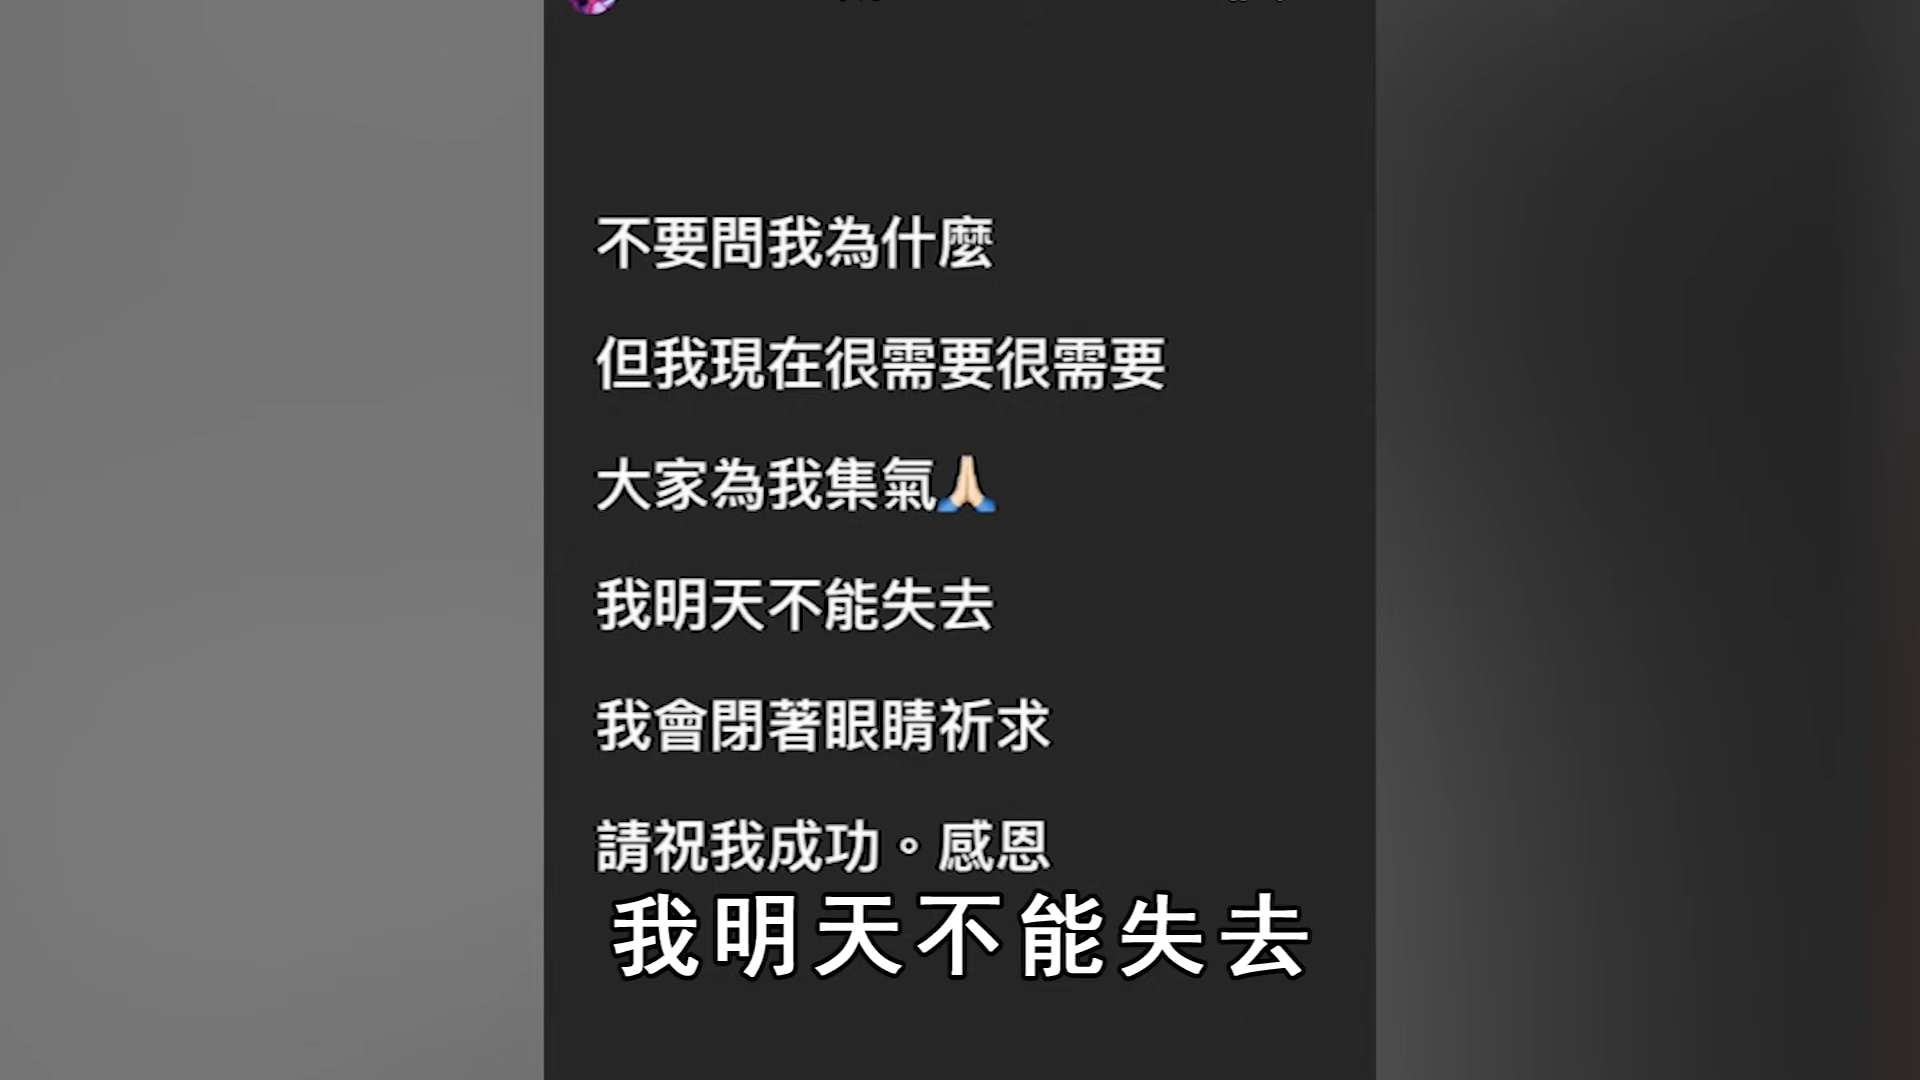 不要問我為什麼
但我現在很需要很需要
大家為我集氣🙏🏻
我明天不能失去
我會閉著眼睛祈求
請祝我成功。感恩
我明天不能失去